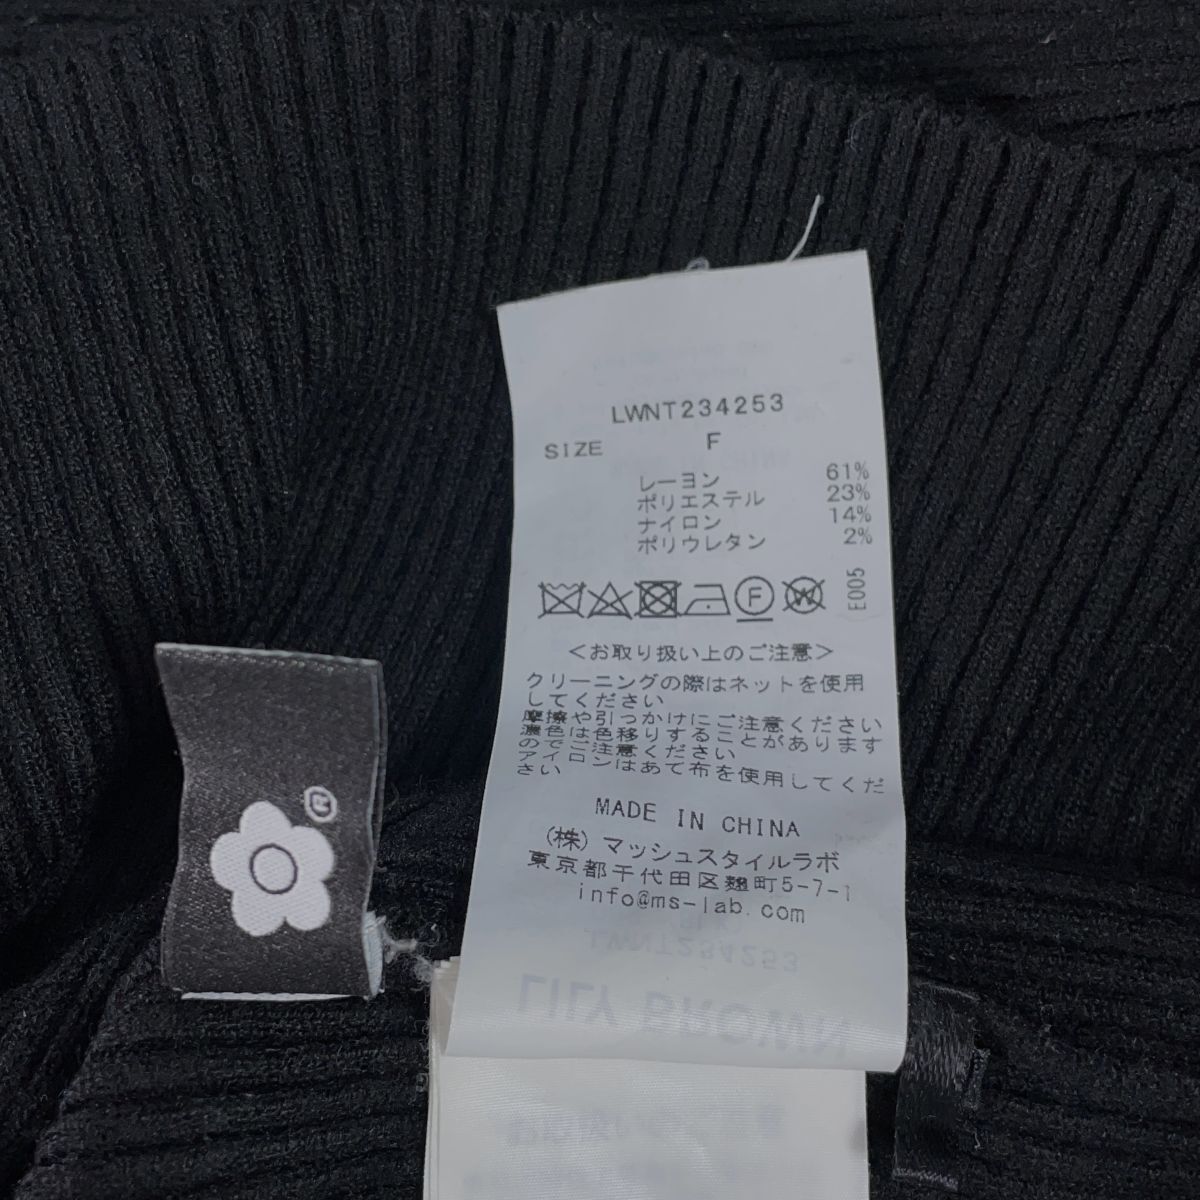 LWNT234253
SIZE F
レーヨン 61%
ポリエステル 23%
ナイロン 14%
ポリウレタン 2%
F W E005
<お取り扱い上のご注意>
クリーニングの際はネットを使用
してください
摩擦や引っかけにご注意ください
濃色は色移りすることがあります
のでご注意ください
アイロンはあて布を使用してくだ
さい
MADE IN CHINA
(株) マッシュスタイルラボ
東京都千代田区麹町5-7-1
info@ms-lab.com
LWNT234253
LILY BROWN
®